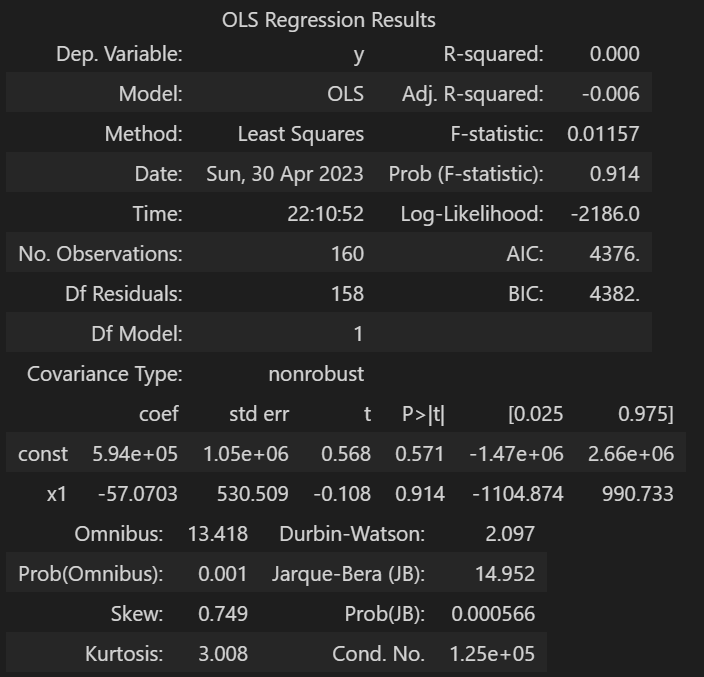 OLS Regression Results
Dep. Variable: y R-squared: 0.000
Model: OLS Adj. R-squared: -0.006
Method: Least Squares F-statistic: 0.01157
Date: Sun, 30 Apr 2023 Prob (F-statistic): 0.914
Time: 22:10:52 Log-Likelihood: -2186.0
No. Observations: 160 AIC: 4376.
Df Residuals: 158 BIC: 4382.
Df Model: 1
Covariance Type: nonrobust
coef std err t P>|t| [0.025 0.975]
const 5.94e+05 1.05e+06 0.568 0.571 -1.47e+06 2.66e+06
x1 -57.0703 530.509 -0.108 0.914 -1104.874 990.733
Omnibus: 13.418 Durbin-Watson: 2.097
Prob(Omnibus): 0.001 Jarque-Bera (JB): 14.952
Skew: 0.749 Prob(JB): 0.000566
Kurtosis: 3.008 Cond. No. 1.25e+05